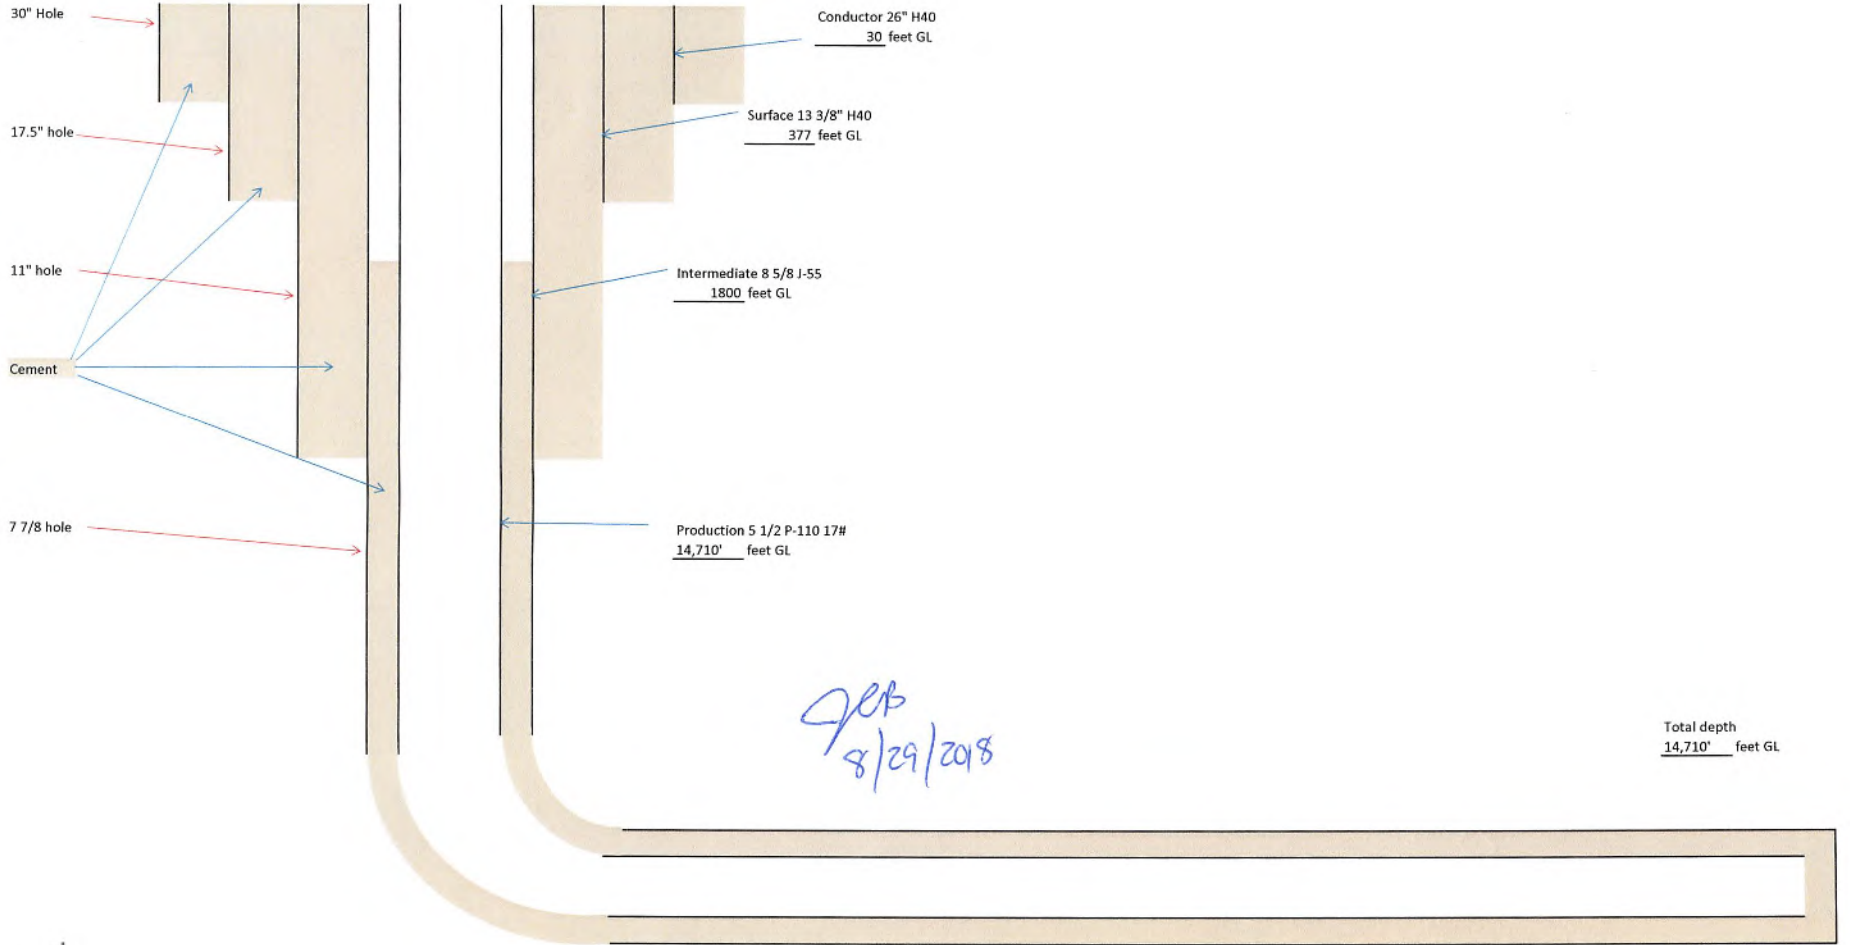 30" Hole
Conductor 26" H40
30 feet GL
Surface 13 3/8" H40
377 feet GL
17.5" hole
11" hole
Intermediate 8 5/8 J-55
1800 feet GL
Cement
7 7/8 hole
Production 5 1/2 P-110 17#
14,710' feet GL
JCB
8/29/2018
Total depth
14,710' feet GL